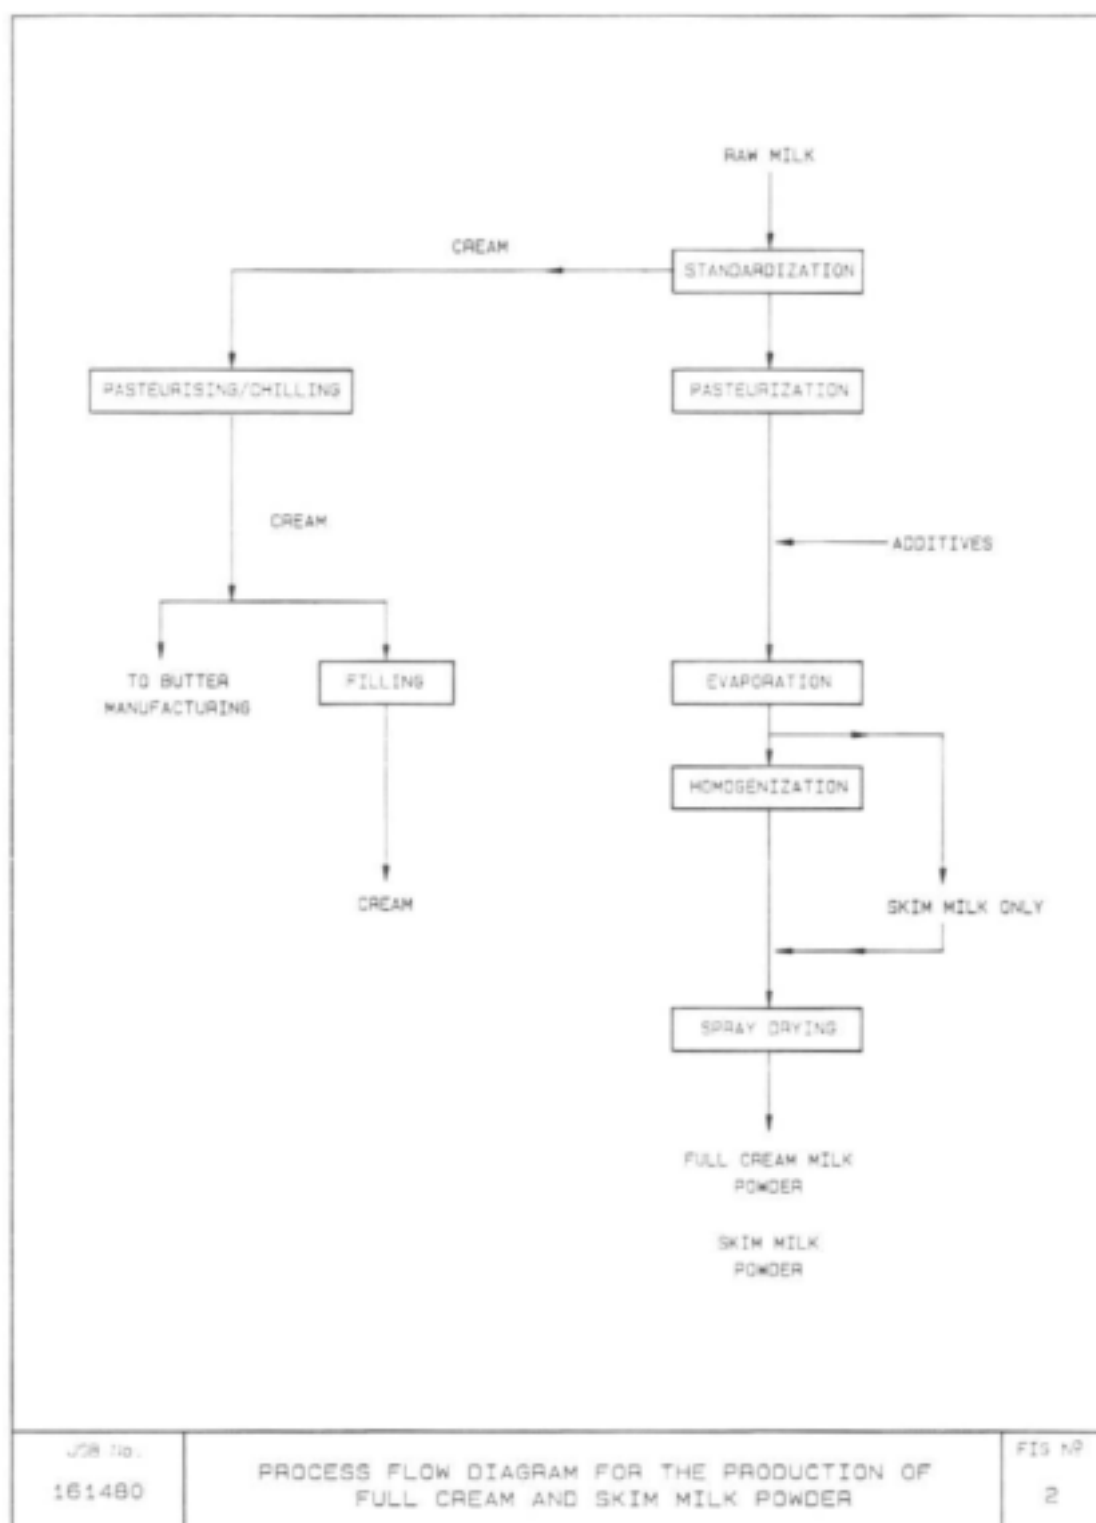 RAW MILK
CREAM
STANDARDIZATION
PASTEURISING/CHILLING
PASTEURIZATION
CREAM
ADDITIVES
TO BUTTER
MANUFACTURING
FILLING
EVAPORATION
HOMOGENIZATION
CREAM
SKIM MILK ONLY
SPRAY DRYING
FULL CREAM MILK
POWDER
SKIM MILK
POWDER
JOB No.
161480
PROCESS FLOW DIAGRAM FOR THE PRODUCTION OF
FULL CREAM AND SKIM MILK POWDER
FIG Nº
2